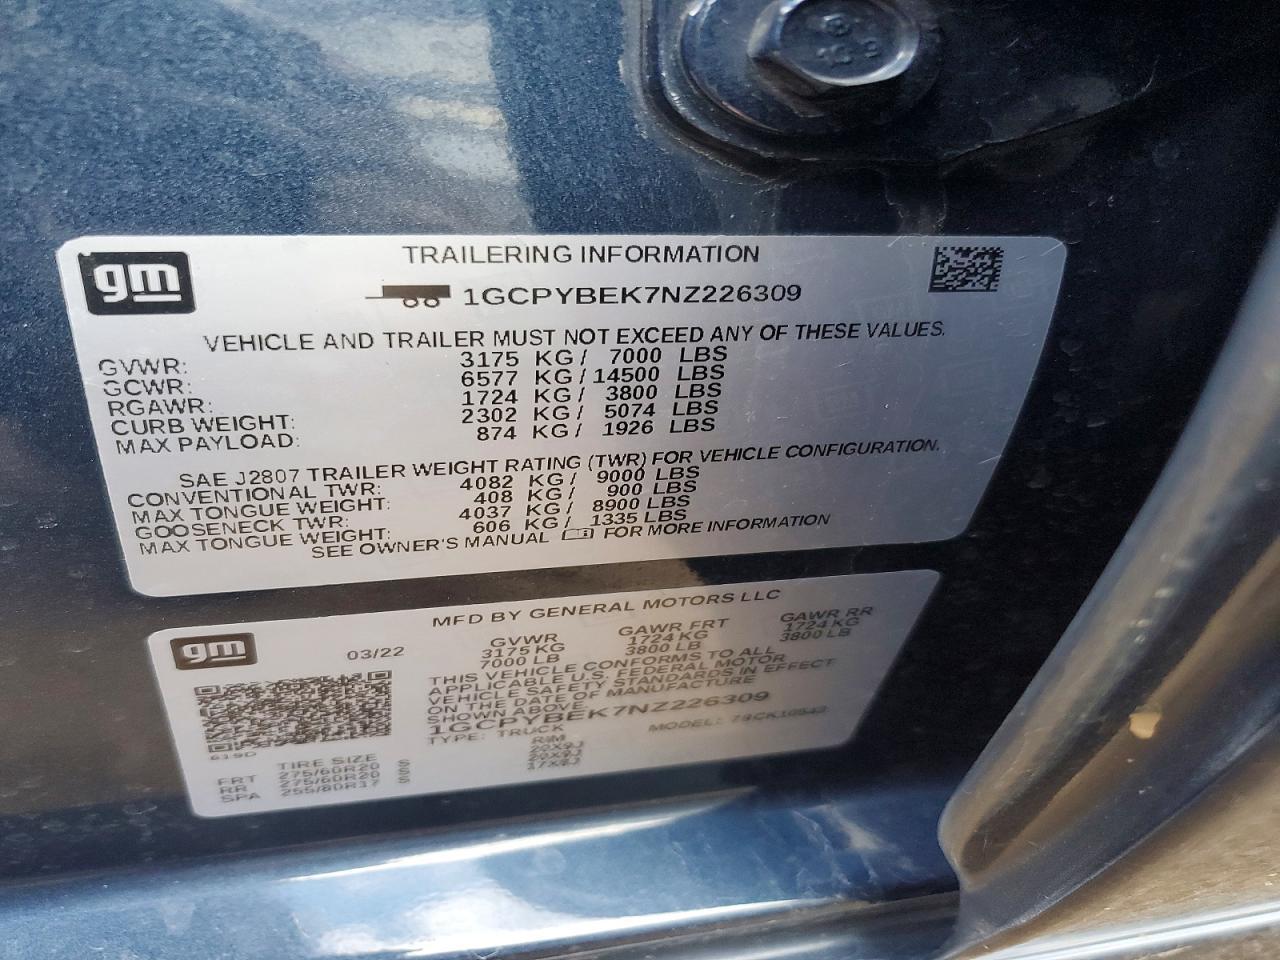 gm
TRAILERING INFORMATION
1GCPYBEK7NZ226309
VEHICLE AND TRAILER MUST NOT EXCEED ANY OF THESE VALUES.
GVWR: 3175 KG / 7000 LBS
GCWR: 6577 KG / 14500 LBS
RGAWR: 1724 KG / 3800 LBS
CURB WEIGHT: 2302 KG / 5074 LBS
MAX PAYLOAD: 874 KG / 1926 LBS
SAE J2807 TRAILER WEIGHT RATING (TWR) FOR VEHICLE CONFIGURATION.
CONVENTIONAL TWR: 4082 KG / 9000 LBS
MAX TONGUE WEIGHT: 408 KG / 900 LBS
GOOSENECK TWR: 4037 KG / 8900 LBS
MAX TONGUE WEIGHT: 606 KG / 1335 LBS
SEE OWNER'S MANUAL FOR MORE INFORMATION
gm
MFD BY GENERAL MOTORS LLC
03/22
GVWR GAWR FRT GAWR RR
3175 KG 1724 KG 1724 KG
7000 LB 3800 LB 3800 LB
THIS VEHICLE CONFORMS TO ALL
APPLICABLE U.S. FEDERAL MOTOR
VEHICLE SAFETY STANDARDS IN EFFECT
ON THE DATE OF MANUFACTURE
SHOWN ABOVE.
1GCPYBEK7NZ226309
TYPE: TRUCK MODEL:
TIRE SIZE RIM
FRT 275/60R20 S 20X9J
RR 275/60R20 S 20X9J
SPA 255/80R17 S 17X8J